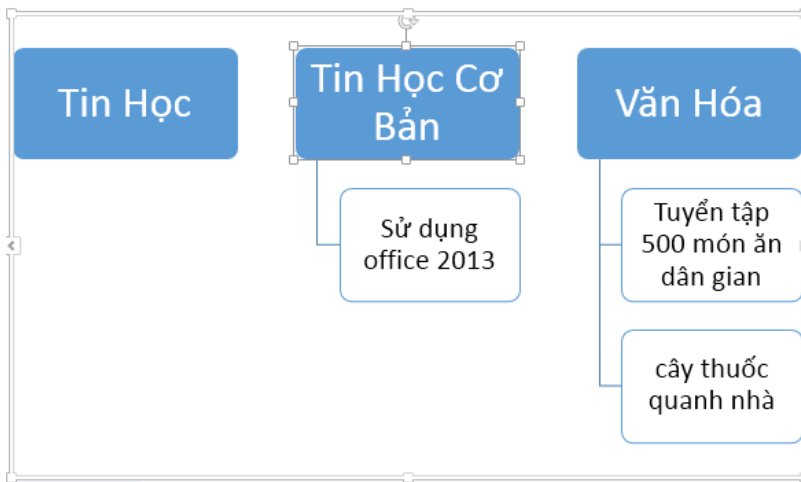 Tin Học
Tin Học Cơ
Bản
Sử dụng
office 2013
Văn Hóa
Tuyển tập
500 món ăn
dân gian
cây thuốc
quanh nhà